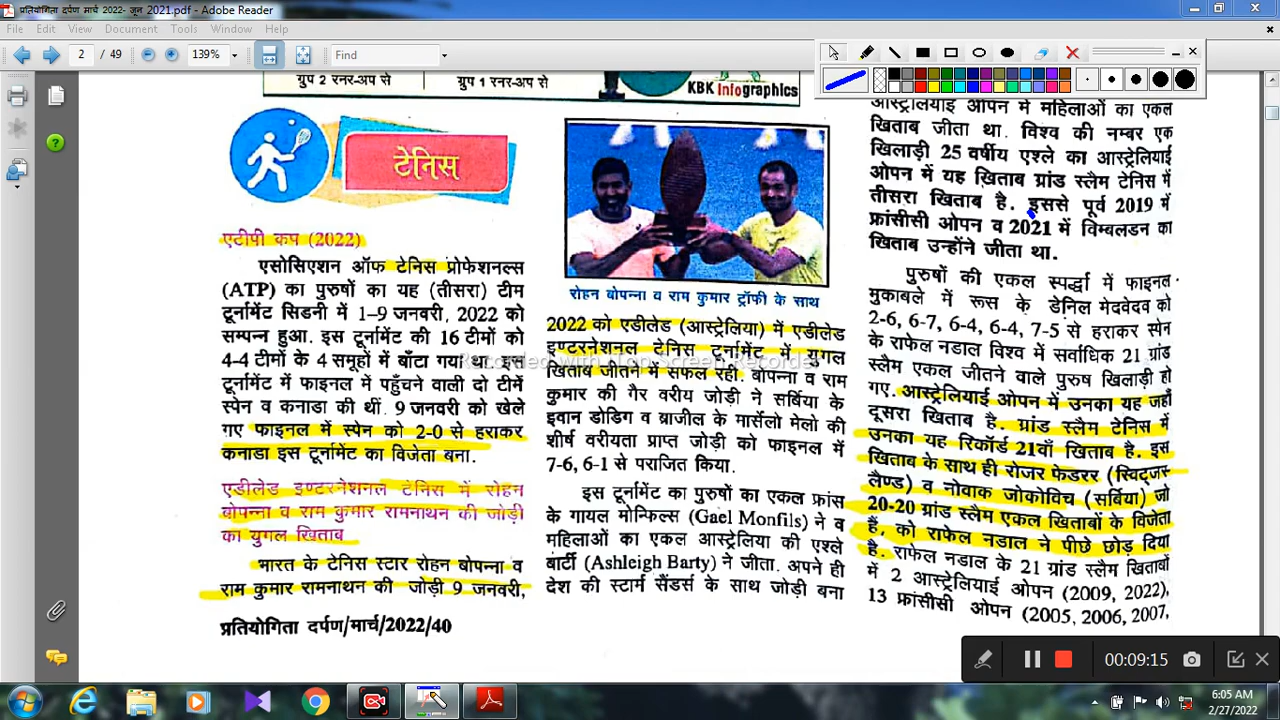 प्रतियोगिता दर्पण मार्च 2022- जून 2021.pdf - Adobe Reader
File Edit View Document Tools Window Help
2 / 49 139% Find
ग्रुप 2 रनर-अप से ग्रुप 1 रनर-अप से
KBK Infographics
टेनिस
एटीपी कप (2022)
एसोसिएशन ऑफ टेनिस प्रोफेशनल्स
(ATP) का पुरुषों का यह (तीसरा) टीम
टूर्नामेंट सिडनी में 1–9 जनवरी, 2022 को
सम्पन्न हुआ. इस टूर्नामेंट की 16 टीमों को
4-4 टीमों के 4 समूहों में बाँटा गया था. इस
टूर्नामेंट में फाइनल में पहुँचने वाली दो टीमें
स्पेन व कनाडा की थीं. 9 जनवरी को खेले
गए फाइनल में स्पेन को 2-0 से हराकर
कनाडा इस टूर्नामेंट का विजेता बना.
एडीलेड इण्टरनेशनल टेनिस में रोहन
बोपन्ना व राम कुमार रामनाथन की जोड़ी
का युगल खिताब
भारत के टेनिस स्टार रोहन बोपन्ना व
राम कुमार रामनाथन की जोड़ी 9 जनवरी,
प्रतियोगिता दर्पण/मार्च/2022/40
रोहन बोपन्ना व राम कुमार ट्रॉफी के साथ
2022 को एडीलेड (आस्ट्रेलिया) में एडीलेड
इण्टरनेशनल टेनिस टूर्नामेंट में युगल
Recorded with iTop Screen Recorder
खिताब जीतने में सफल रही. बोपन्ना व राम
कुमार की गैर वरीय जोड़ी ने सर्बिया के
इवान डोडिग व ब्राजील के मार्सेलो मेलो की
शीर्ष वरीयता प्राप्त जोड़ी को फाइनल में
7-6, 6-1 से पराजित किया.
इस टूर्नामेंट का पुरुषों का एकल फ्रांस
के गायल मोन्फिल्स (Gael Monfils) ने व
महिलाओं का एकल आस्ट्रेलिया की एश्ले
बार्टी (Ashleigh Barty) ने जीता. अपने ही
देश की स्टार्म सैंडर्स के साथ जोड़ी बना
आस्ट्रेलियाई ओपन में महिलाओं का एकल
खिताब जीता था. विश्व की नम्बर एक
खिलाड़ी 25 वर्षीय एश्ले का आस्ट्रेलियाई
ओपन में यह ख़िताब ग्रांड स्लैम टेनिस में
तीसरा खिताब है. इससे पूर्व 2019 में
फ्रांसीसी ओपन व 2021 में विम्बलडन का
खिताब उन्होंने जीता था.
पुरुषों की एकल स्पर्द्धा में फाइनल
मुकाबले में रूस के डेनिल मेदवेदव को
2-6, 6-7, 6-4, 6-4, 7-5 से हराकर स्पेन
के राफेल नडाल विश्व में सर्वाधिक 21 ग्रांड
स्लैम एकल जीतने वाले पुरुष खिलाड़ी हो
गए. आस्ट्रेलियाई ओपन में उनका यह जहाँ
दूसरा खिताब है. ग्रांड स्लैम टेनिस में
उनका यह रिकॉर्ड 21वाँ खिताब है. इस
खिताब के साथ ही रोजर फेडरर (स्विट्जर-
लैण्ड) व नोवाक जोकोविच (सर्बिया) जो
20-20 ग्रांड स्लैम एकल खिताबों के विजेता
हैं, को राफेल नडाल ने पीछे छोड़ दिया
है. राफेल नडाल के 21 ग्रांड स्लैम खिताबों
में 2 आस्ट्रेलियाई ओपन (2009, 2022),
13 फ्रांसीसी ओपन (2005, 2006, 2007,
00:09:15
6:05 AM
2/27/2022